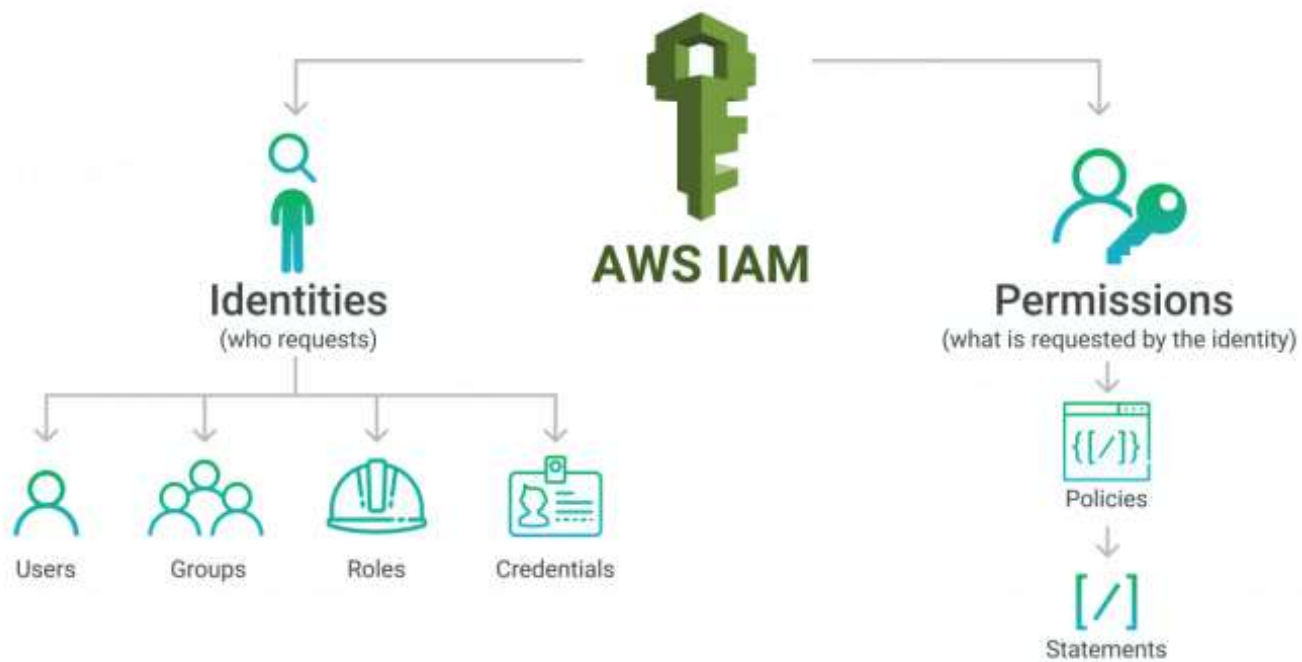 AWS IAM
Identities
(who requests)
Users
Groups
Roles
Credentials
Permissions
(what is requested by the identity)
{[/]}
Policies
[/]
Statements